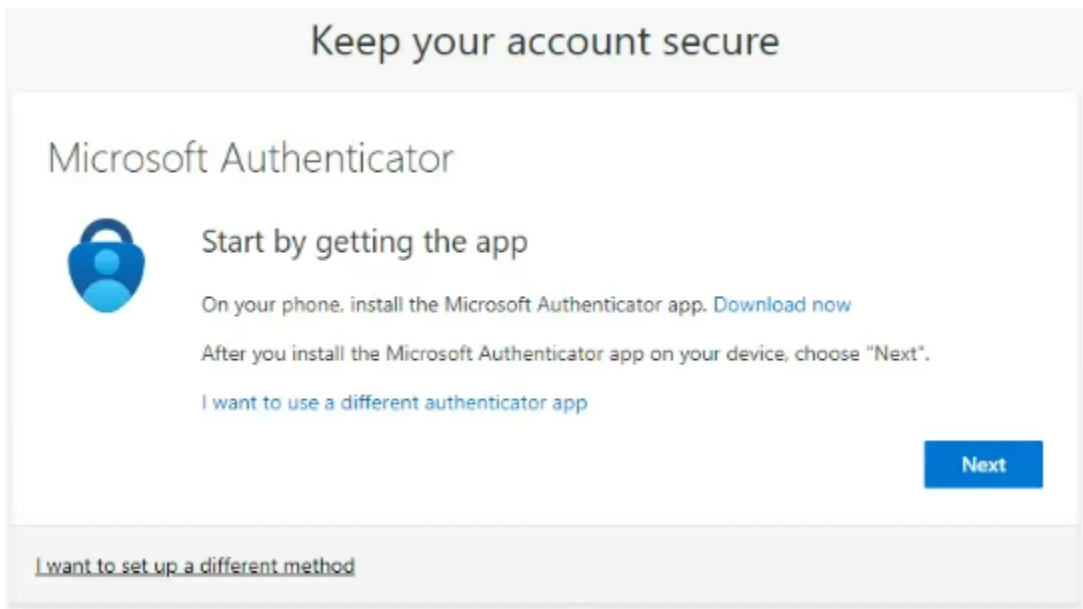 Keep your account secure
Microsoft Authenticator
Start by getting the app
On your phone, install the Microsoft Authenticator app. Download now
After you install the Microsoft Authenticator app on your device, choose "Next".
I want to use a different authenticator app
Next
I want to set up a different method